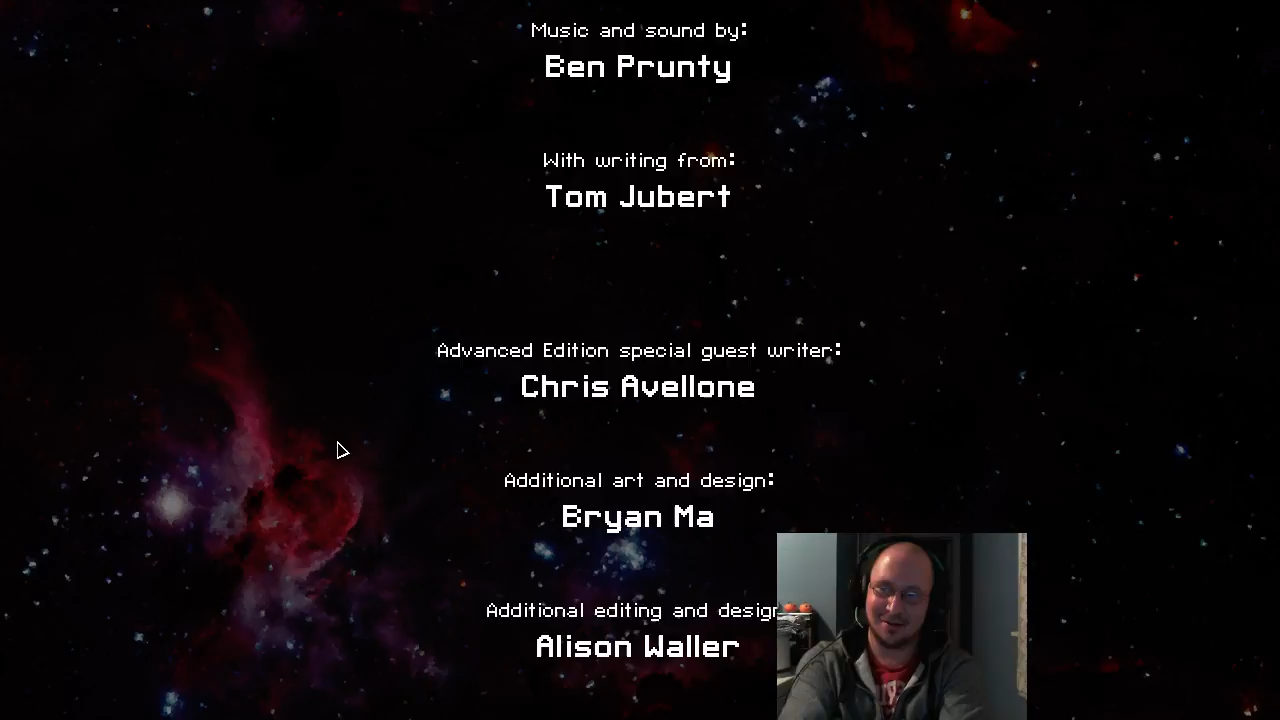 Music and sound by:
Ben Prunty
With writing from:
Tom Jubert
Advanced Edition special guest writer:
Chris Avellone
Additional art and design:
Bryan Ma
Additional editing and design
Alison Waller